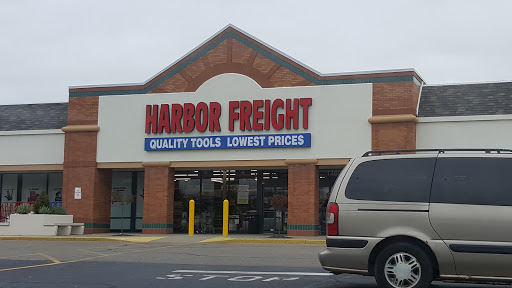 HARBOR FREIGHT
QUALITY TOOLS LOWEST PRICES
STOP